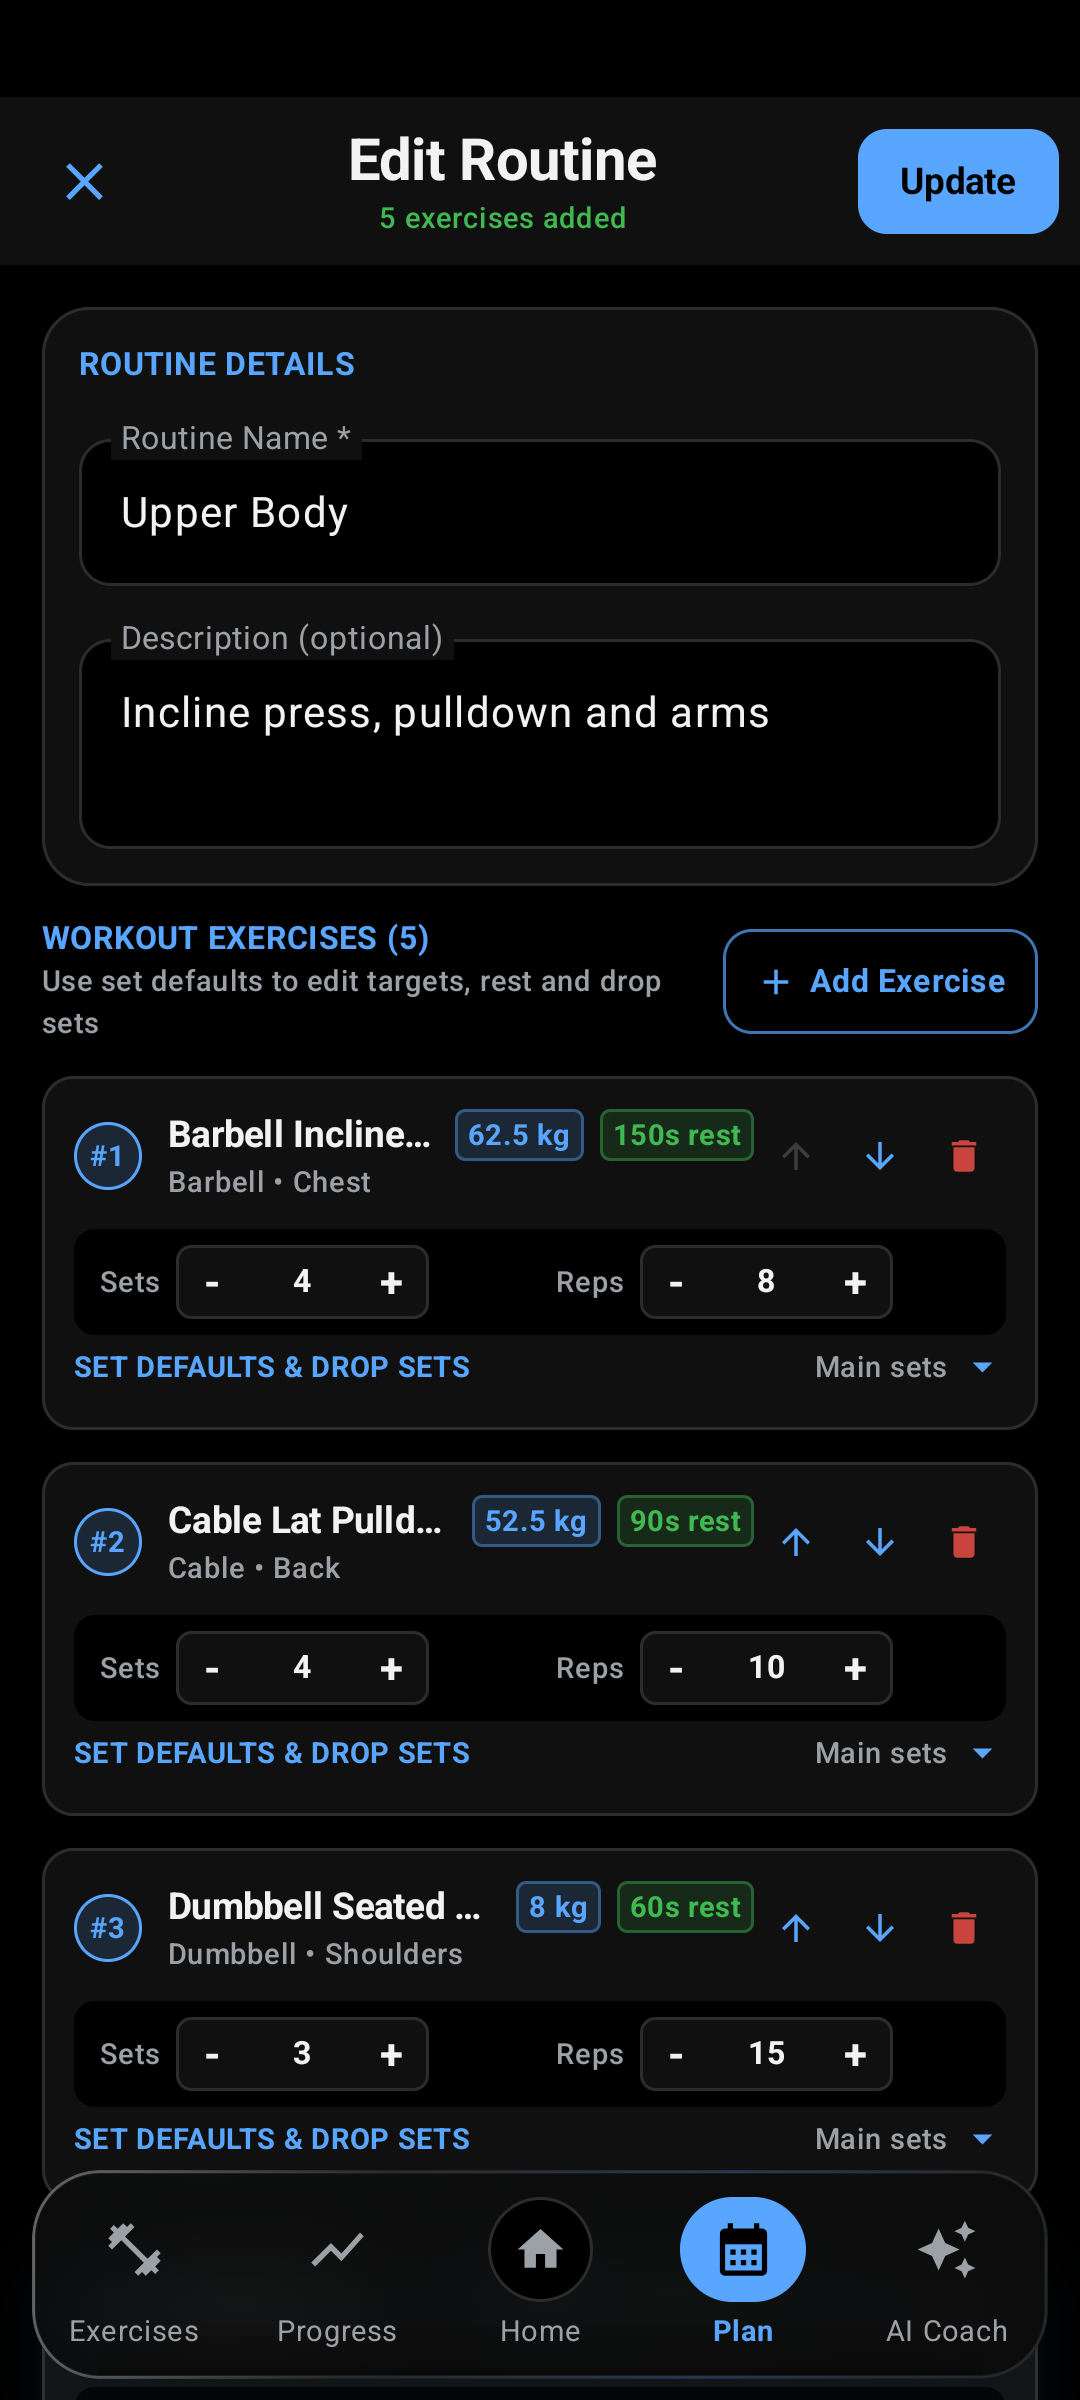 Edit Routine
5 exercises added
Update
ROUTINE DETAILS
Routine Name *
Upper Body
Description (optional)
Incline press, pulldown and arms
WORKOUT EXERCISES (5)
Use set defaults to edit targets, rest and drop
sets
+ Add Exercise
#1 Barbell Incline... 62.5 kg 150s rest
Barbell • Chest
Sets - 4 + Reps - 8 +
SET DEFAULTS & DROP SETS Main sets
#2 Cable Lat Pulld... 52.5 kg 90s rest
Cable • Back
Sets - 4 + Reps - 10 +
SET DEFAULTS & DROP SETS Main sets
#3 Dumbbell Seated ... 8 kg 60s rest
Dumbbell • Shoulders
Sets - 3 + Reps - 15 +
SET DEFAULTS & DROP SETS Main sets
Exercises Progress Home Plan AI Coach